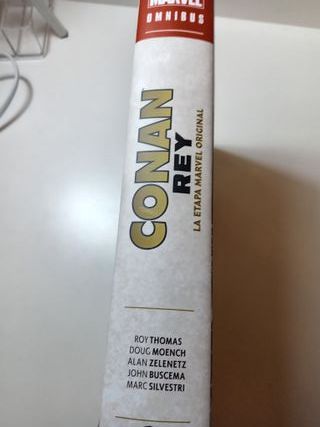 MARVEL
OMNIBUS
CONAN
REY
LA ETAPA MARVEL ORIGINAL
ROY THOMAS
DOUG MOENCH
ALAN ZELENETZ
JOHN BUSCEMA
MARC SILVESTRI